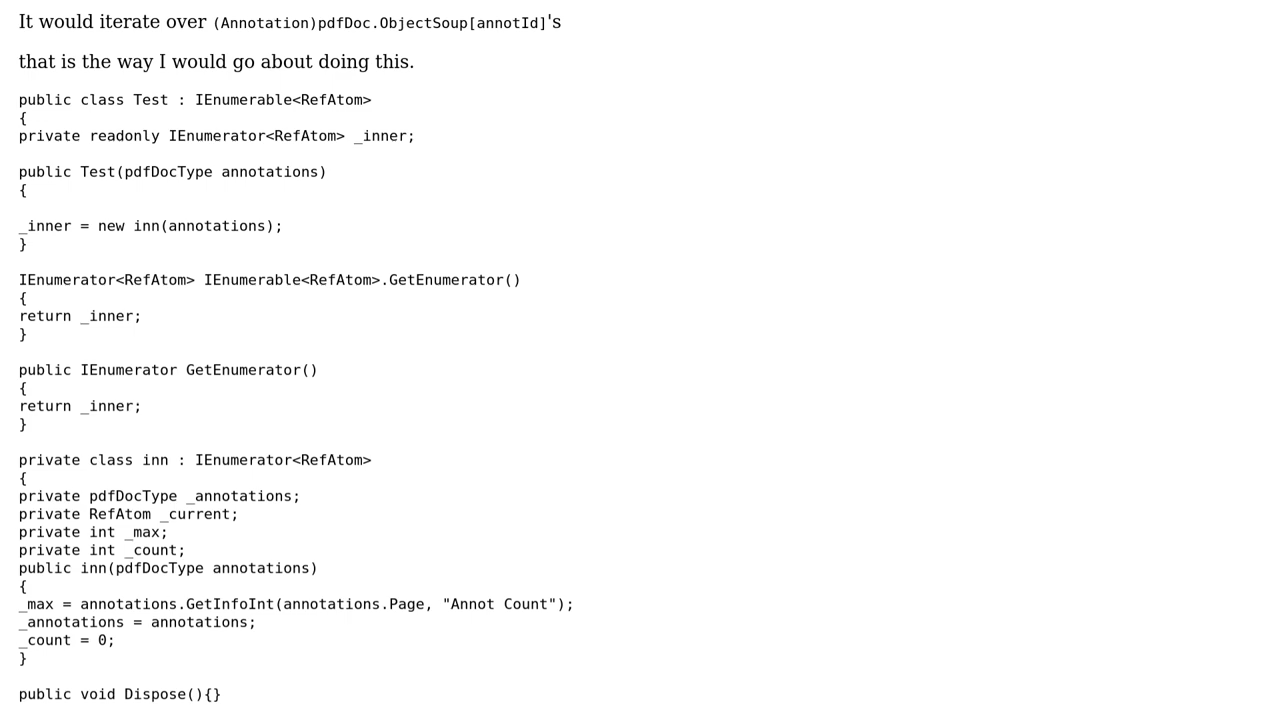 It would iterate over (Annotation)pdfDoc.ObjectSoup[annotId]'s
that is the way I would go about doing this.
public class Test : IEnumerable<RefAtom>
{
private readonly IEnumerator<RefAtom> _inner;
public Test(pdfDocType annotations)
{
_inner = new inn(annotations);
}
IEnumerator<RefAtom> IEnumerable<RefAtom>.GetEnumerator()
{
return _inner;
}
public IEnumerator GetEnumerator()
{
return _inner;
}
private class inn : IEnumerator<RefAtom>
{
private pdfDocType _annotations;
private RefAtom _current;
private int _max;
private int _count;
public inn(pdfDocType annotations)
{
_max = annotations.GetInfoInt(annotations.Page, "Annot Count");
_annotations = annotations;
_count = 0;
}
public void Dispose(){}